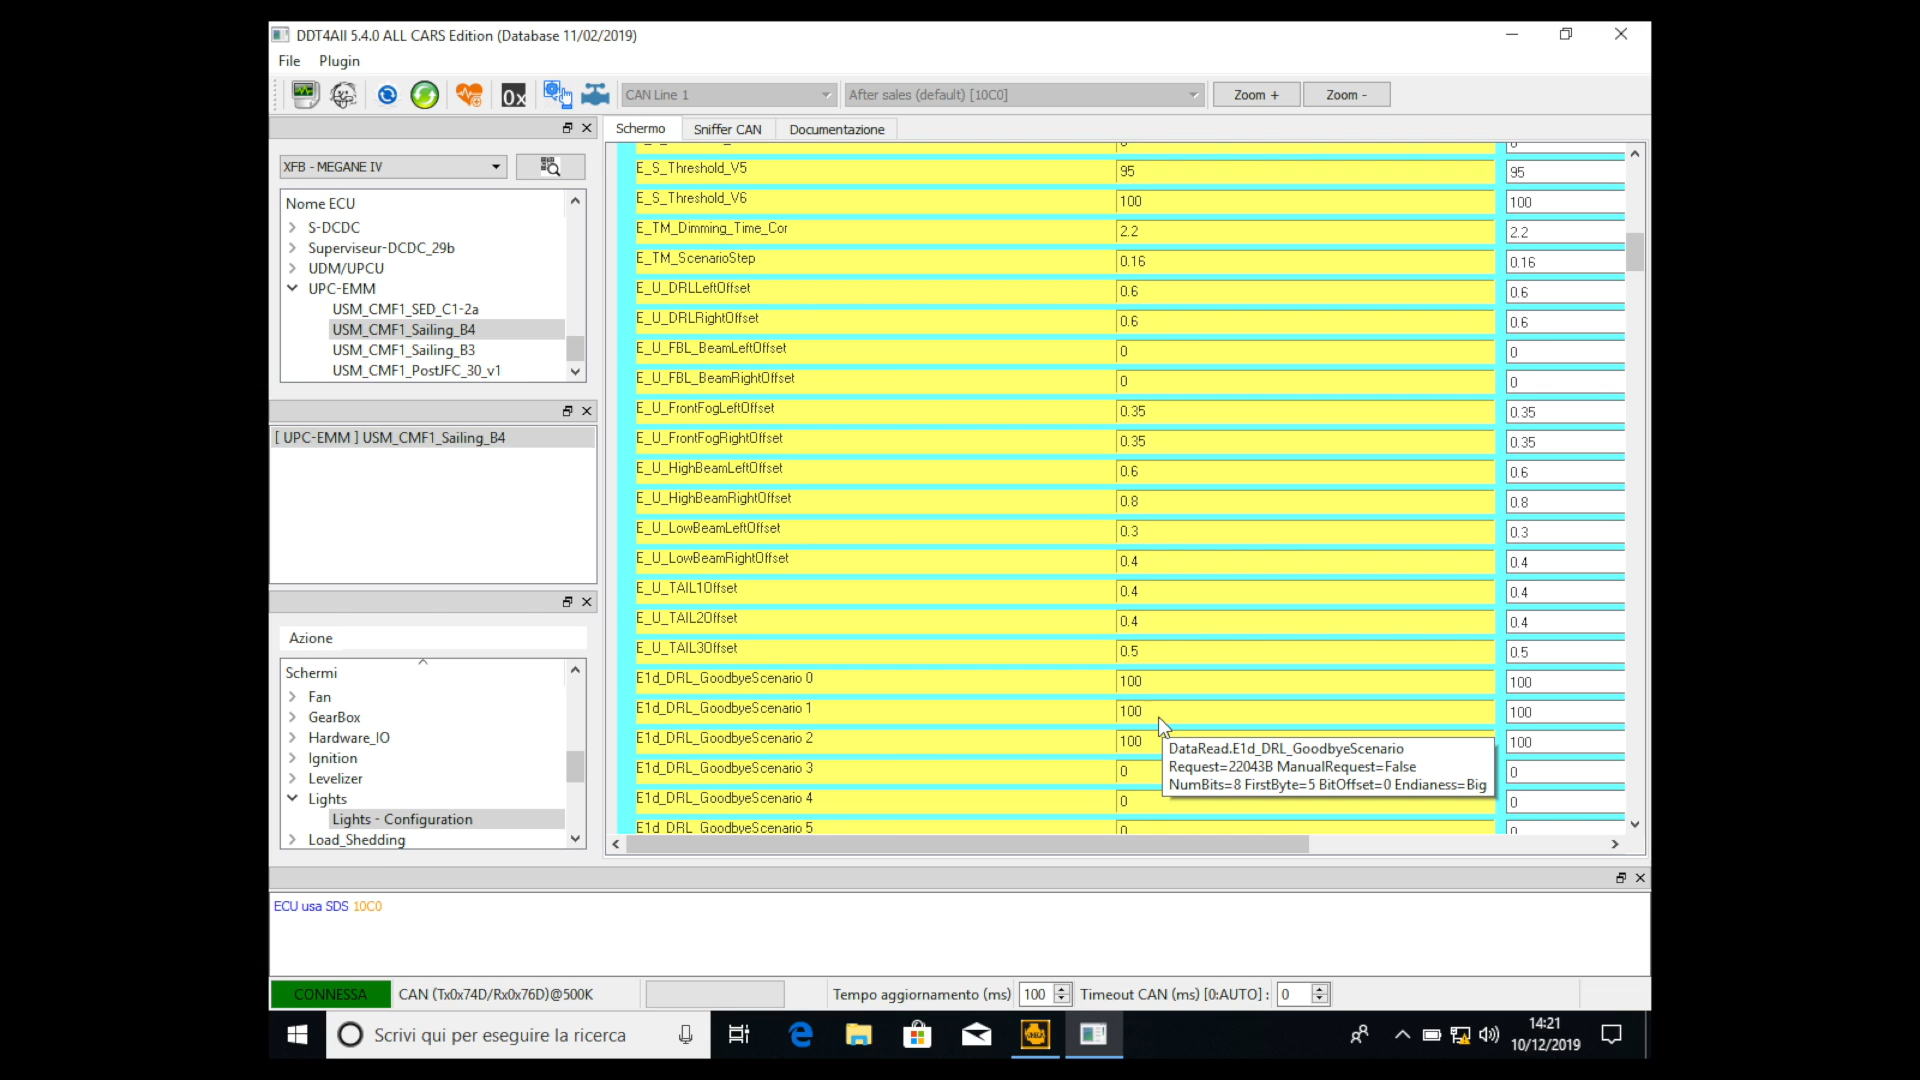 DDT4All 5.4.0 ALL CARS Edition (Database 11/02/2019)
File Plugin
0x
CAN Line 1
After sales (default) [10C0]
Zoom +
Zoom -
Schermo
Sniffer CAN
Documentazione
XFB - MEGANE IV
Nome ECU
S-DCDC
Superviseur-DCDC_29b
UDM/UPCU
UPC-EMM
USM_CMF1_SED_C1-2a
USM_CMF1_Sailing_B4
USM_CMF1_Sailing_B3
USM_CMF1_PostJFC_30_v1
[ UPC-EMM ] USM_CMF1_Sailing_B4
Azione
Schermi
Fan
GearBox
Hardware_IO
Ignition
Levelizer
Lights
Lights - Configuration
Load_Shedding
E_S_Threshold_V5 95 95
E_S_Threshold_V6 100 100
E_TM_Dimming_Time_Cor 2.2 2.2
E_TM_ScenarioStep 0.16 0.16
E_U_DRLLeftOffset 0.6 0.6
E_U_DRLRightOffset 0.6 0.6
E_U_FBL_BeamLeftOffset 0 0
E_U_FBL_BeamRightOffset 0 0
E_U_FrontFogLeftOffset 0.35 0.35
E_U_FrontFogRightOffset 0.35 0.35
E_U_HighBeamLeftOffset 0.6 0.6
E_U_HighBeamRightOffset 0.8 0.8
E_U_LowBeamLeftOffset 0.3 0.3
E_U_LowBeamRightOffset 0.4 0.4
E_U_TAIL1Offset 0.4 0.4
E_U_TAIL2Offset 0.4 0.4
E_U_TAIL3Offset 0.5 0.5
E1d_DRL_GoodbyeScenario 0 100 100
E1d_DRL_GoodbyeScenario 1 100 100
E1d_DRL_GoodbyeScenario 2 100 100
E1d_DRL_GoodbyeScenario 3 0 0
E1d_DRL_GoodbyeScenario 4 0 0
E1d_DRL_GoodbyeScenario 5 0 0
DataRead.E1d_DRL_GoodbyeScenario
Request=22043B ManualRequest=False
NumBits=8 FirstByte=5 BitOffset=0 Endianess=Big
ECU usa SDS 10C0
CONNESSA
CAN (Tx0x74D/Rx0x76D)@500K
Tempo aggiornamento (ms) 100
Timeout CAN (ms) [0:AUTO] : 0
Scrivi qui per eseguire la ricerca
14:21
10/12/2019